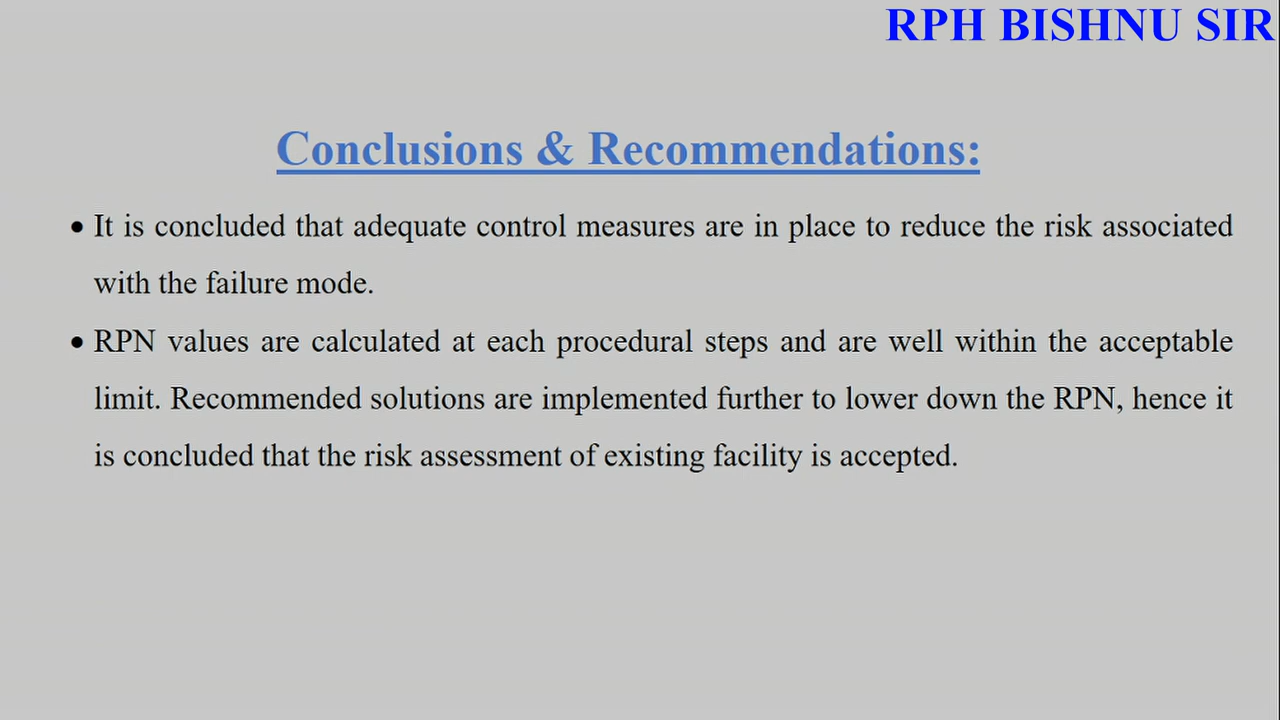 RPH BISHNU SIR
Conclusions & Recommendations:
• It is concluded that adequate control measures are in place to reduce the risk associated
with the failure mode.
• RPN values are calculated at each procedural steps and are well within the acceptable
limit. Recommended solutions are implemented further to lower down the RPN, hence it
is concluded that the risk assessment of existing facility is accepted.